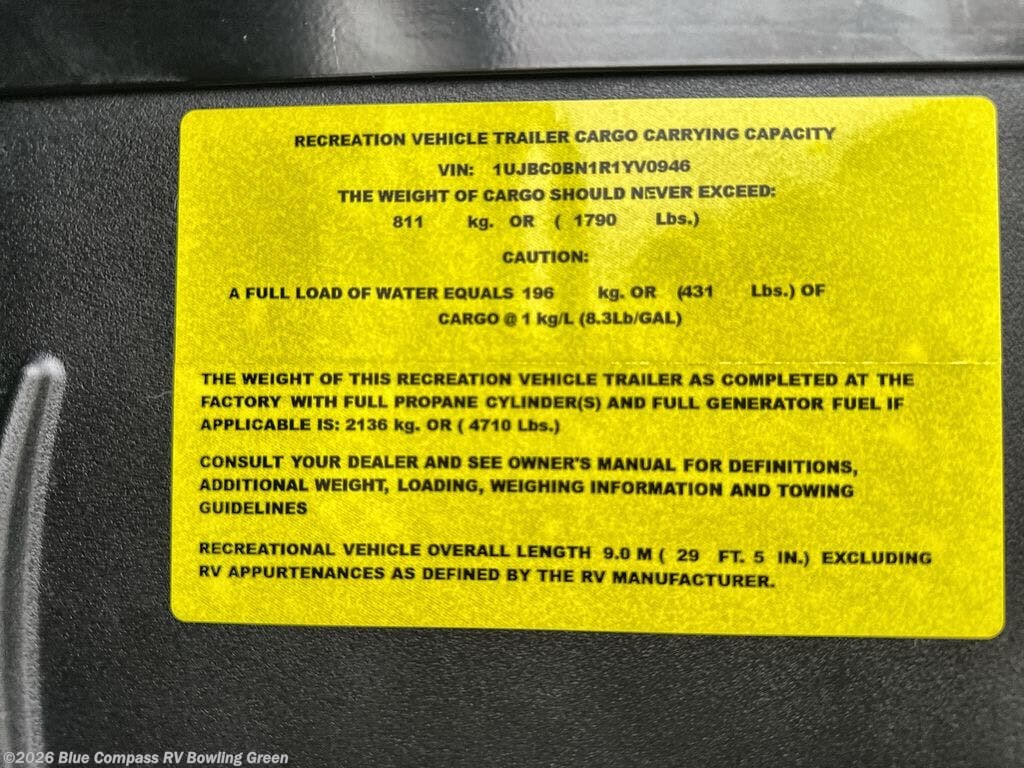 RECREATION VEHICLE TRAILER CARGO CARRYING CAPACITY
VIN: 1UJBC0BN1R1YV0946
THE WEIGHT OF CARGO SHOULD NEVER EXCEED:
811 kg. OR ( 1790 Lbs.)
CAUTION:
A FULL LOAD OF WATER EQUALS 196 kg. OR (431 Lbs.) OF
CARGO @ 1 kg/L (8.3Lb/GAL)
THE WEIGHT OF THIS RECREATION VEHICLE TRAILER AS COMPLETED AT THE
FACTORY WITH FULL PROPANE CYLINDER(S) AND FULL GENERATOR FUEL IF
APPLICABLE IS: 2136 kg. OR ( 4710 Lbs.)
CONSULT YOUR DEALER AND SEE OWNER'S MANUAL FOR DEFINITIONS,
ADDITIONAL WEIGHT, LOADING, WEIGHING INFORMATION AND TOWING
GUIDELINES
RECREATIONAL VEHICLE OVERALL LENGTH 9.0 M ( 29 FT. 5 IN.) EXCLUDING
RV APPURTENANCES AS DEFINED BY THE RV MANUFACTURER.
©2026 Blue Compass RV Bowling Green